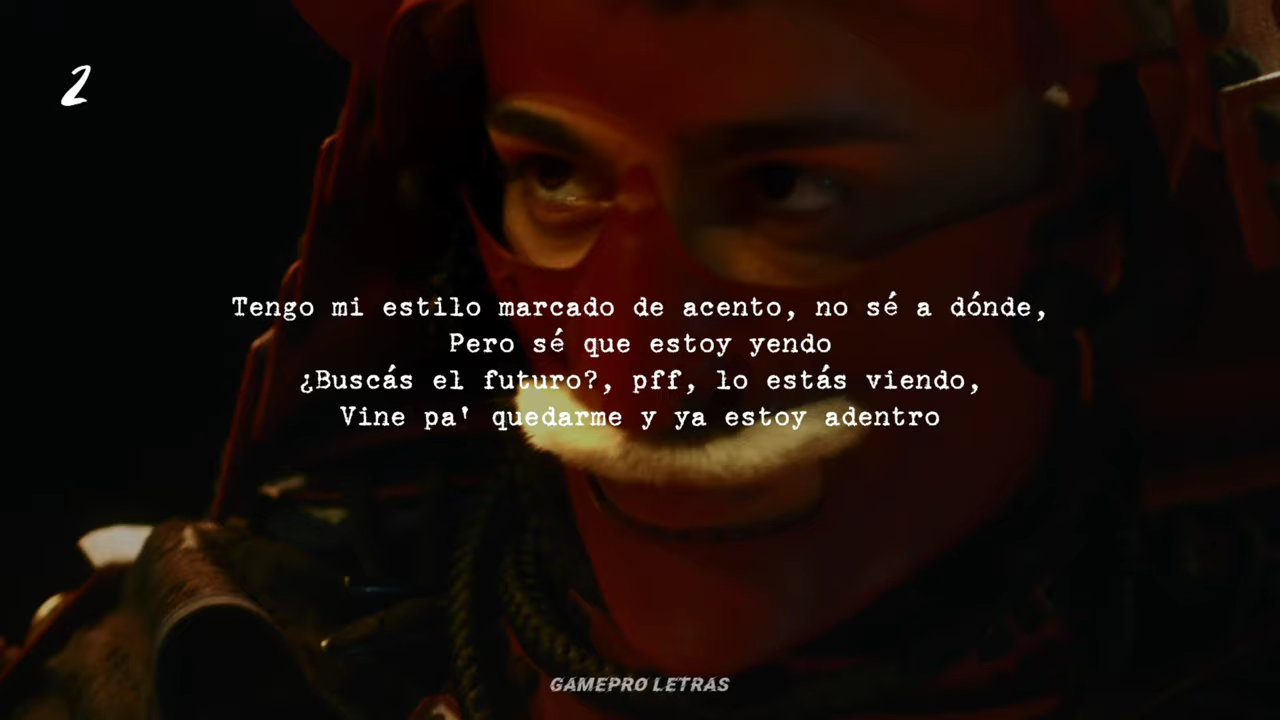 2
Tengo mi estilo marcado de acento, no sé a dónde,
Pero sé que estoy yendo
¿Buscás el futuro?, pff, lo estás viendo,
Vine pa' quedarme y ya estoy adentro
GAMEPRO LETRAS